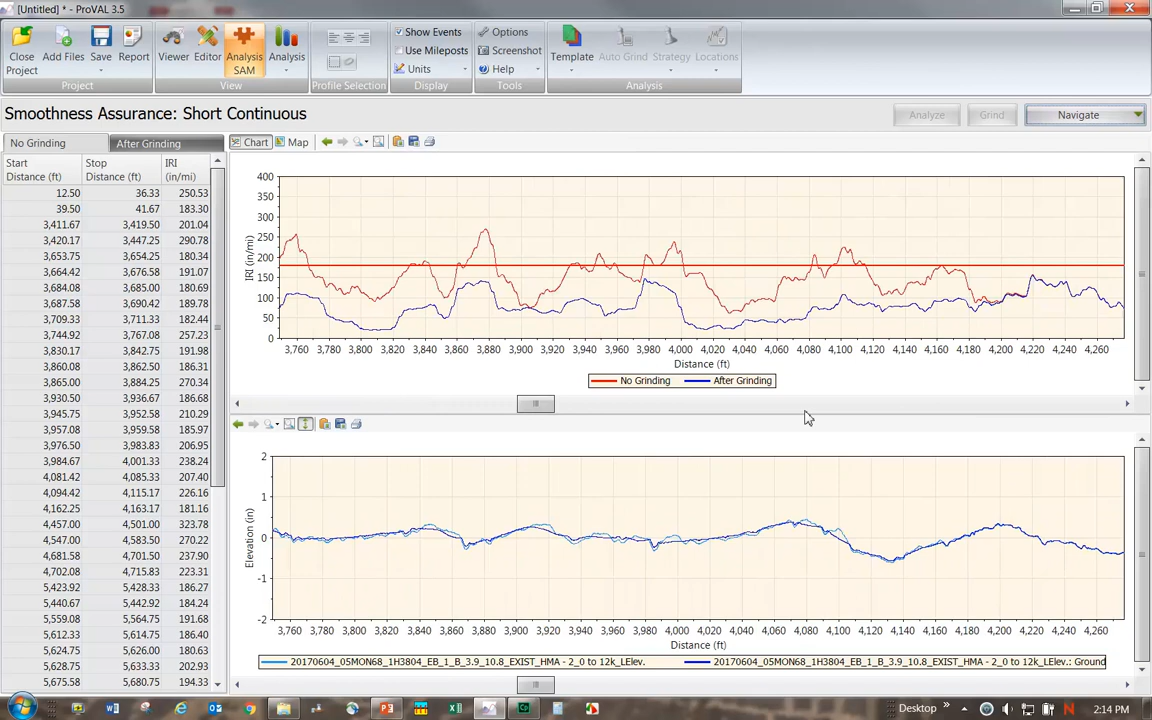 [Untitled] * - ProVAL 3.5
Close Project
Add Files
Save
Report
Project
Viewer
Editor
Analysis SAM
Analysis
View
Profile Selection
Show Events
Use Mileposts
Units
Display
Options
Screenshot
Help
Tools
Template
Auto Grind
Strategy
Locations
Analysis
Smoothness Assurance: Short Continuous
Analyze
Grind
Navigate
No Grinding
After Grinding
Chart
Map
Start Distance (ft) Stop Distance (ft) IRI (in/mi)
12.50 36.33 250.53
39.50 41.67 183.30
3,411.67 3,419.50 201.04
3,420.17 3,447.25 290.78
3,653.75 3,654.25 180.34
3,664.42 3,676.58 191.07
3,684.08 3,685.00 180.69
3,687.58 3,690.42 189.78
3,709.33 3,711.33 182.44
3,744.92 3,767.08 257.23
3,830.17 3,842.75 191.98
3,860.08 3,862.50 186.31
3,865.00 3,884.25 270.34
3,930.50 3,936.67 186.68
3,945.75 3,952.58 210.29
3,957.08 3,959.58 185.97
3,976.50 3,983.83 206.95
3,984.67 4,001.33 238.24
4,081.42 4,085.33 207.40
4,094.42 4,115.17 226.16
4,162.25 4,163.17 181.16
4,457.00 4,501.00 323.78
4,547.00 4,583.50 270.22
4,681.58 4,701.50 237.90
4,702.08 4,715.83 223.31
5,423.92 5,428.33 186.27
5,440.67 5,442.92 184.24
5,559.08 5,564.75 191.68
5,612.33 5,614.75 186.40
5,624.75 5,626.00 180.63
5,628.75 5,633.33 202.93
5,675.58 5,680.75 194.33
IRI (in/mi)
400
350
300
250
200
150
100
50
0
3,760 3,780 3,800 3,820 3,840 3,860 3,880 3,900 3,920 3,940 3,960 3,980 4,000 4,020 4,040 4,060 4,080 4,100 4,120 4,140 4,160 4,180 4,200 4,220 4,240 4,260
Distance (ft)
No Grinding After Grinding
Elevation (in)
2
1
0
-1
-2
3,760 3,780 3,800 3,820 3,840 3,860 3,880 3,900 3,920 3,940 3,960 3,980 4,000 4,020 4,040 4,060 4,080 4,100 4,120 4,140 4,160 4,180 4,200 4,220 4,240 4,260
Distance (ft)
20170604_05MON68_1H3804_EB_1_B_3.9_10.8_EXIST_HMA - 2_0 to 12k_LElev. 20170604_05MON68_1H3804_EB_1_B_3.9_10.8_EXIST_HMA - 2_0 to 12k_LElev.: Ground
Desktop » 2:14 PM